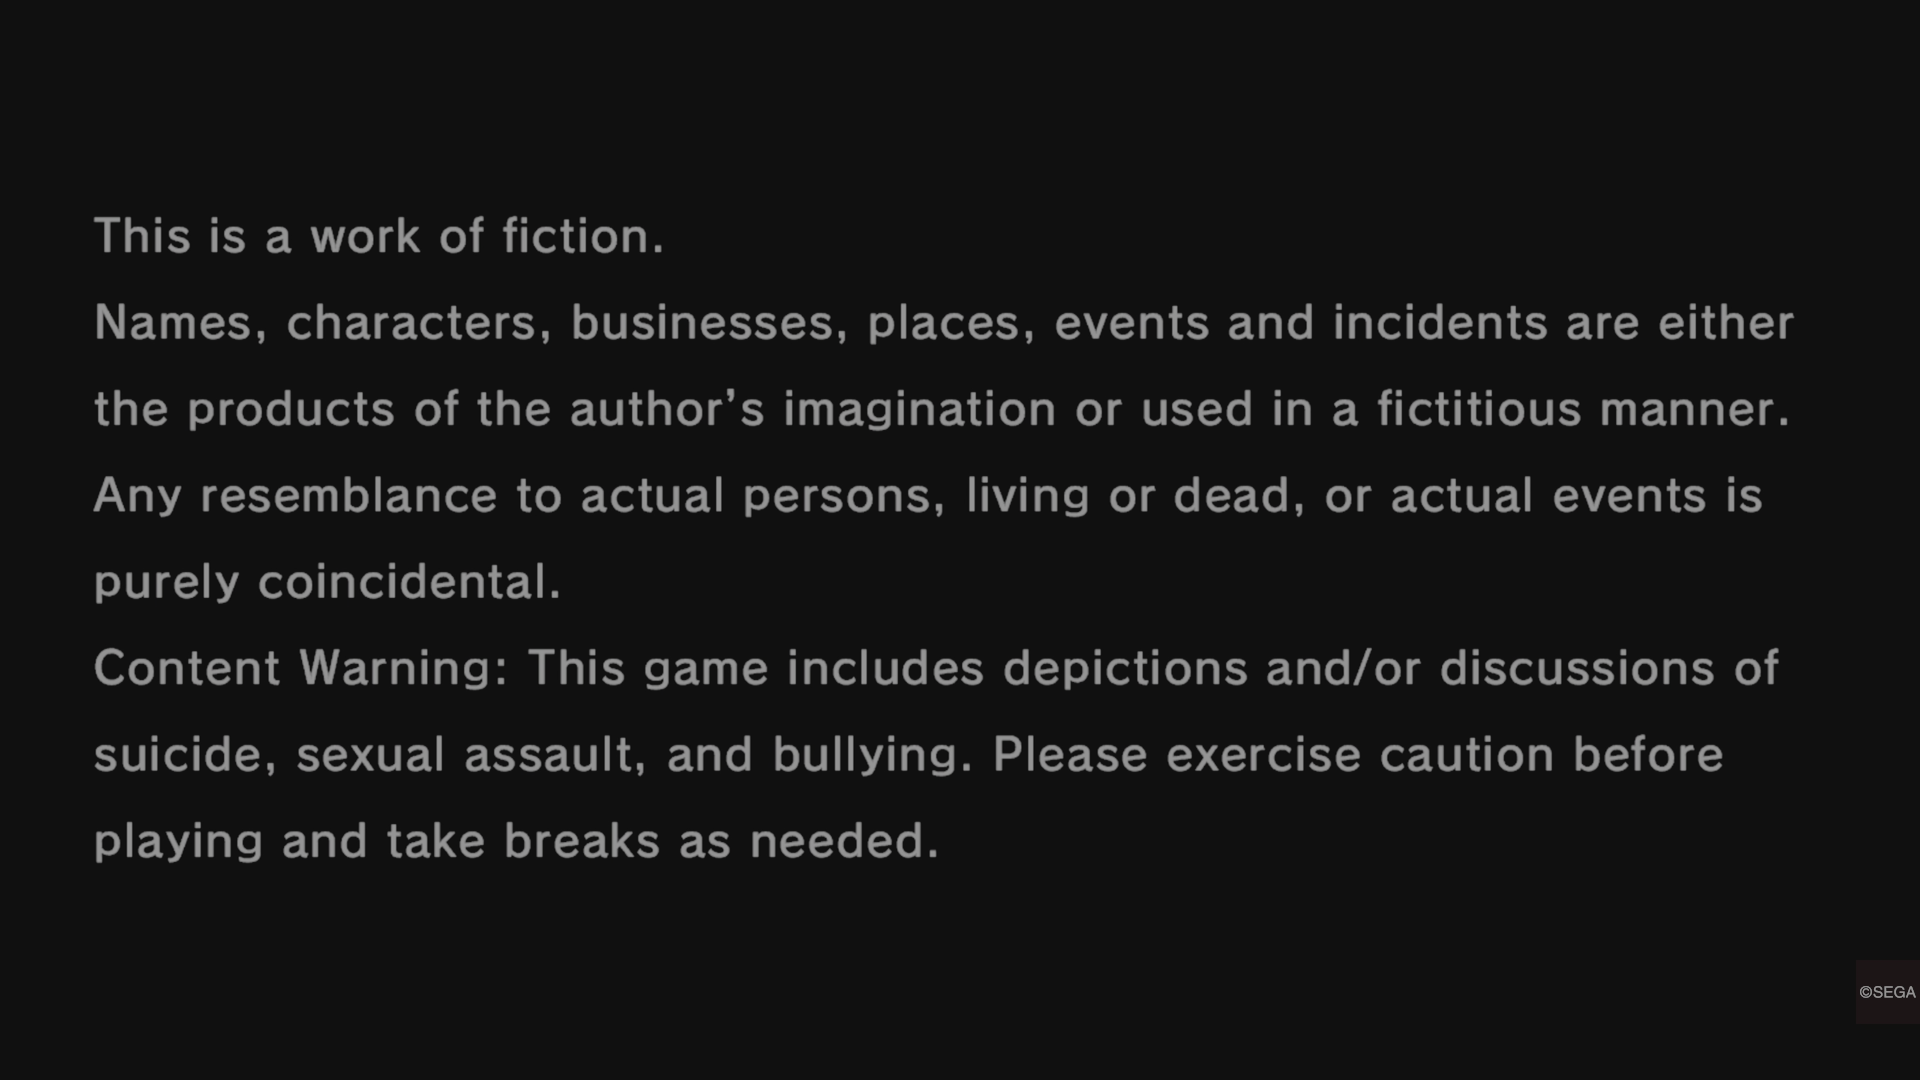 This is a work of fiction.
Names, characters, businesses, places, events and incidents are either
the products of the author’s imagination or used in a fictitious manner.
Any resemblance to actual persons, living or dead, or actual events is
purely coincidental.
Content Warning: This game includes depictions and/or discussions of
suicide, sexual assault, and bullying. Please exercise caution before
playing and take breaks as needed.
©SEGA